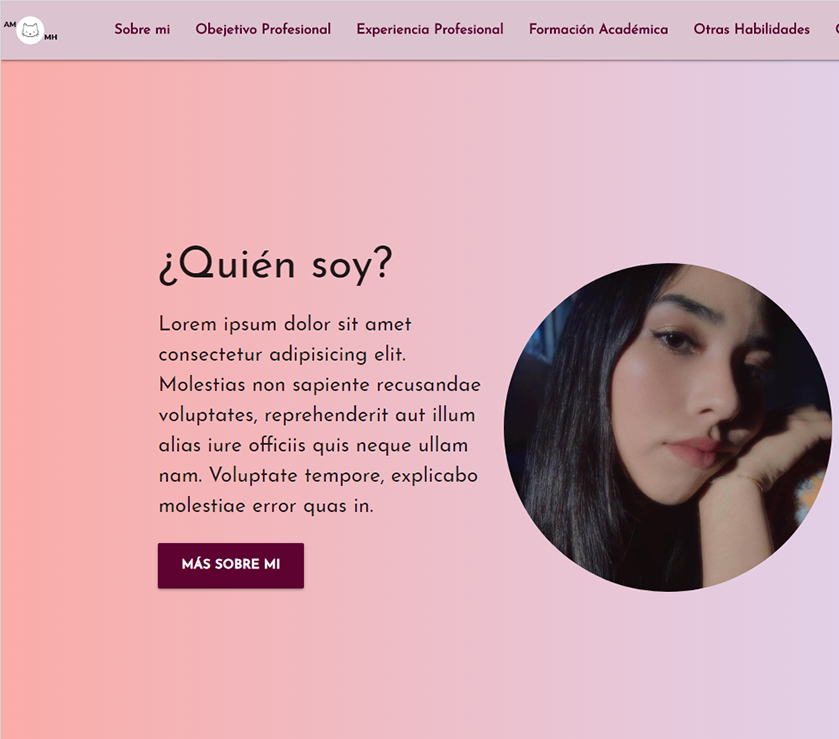 AM
MH
Sobre mi Obejetivo Profesional Experiencia Profesional Formación Académica Otras Habilidades
¿Quién soy?
Lorem ipsum dolor sit amet
consectetur adipisicing elit.
Molestias non sapiente recusandae
voluptates, reprehenderit aut illum
alias iure officiis quis neque ullam
nam. Voluptate tempore, explicabo
molestiae error quas in.
MÁS SOBRE MI